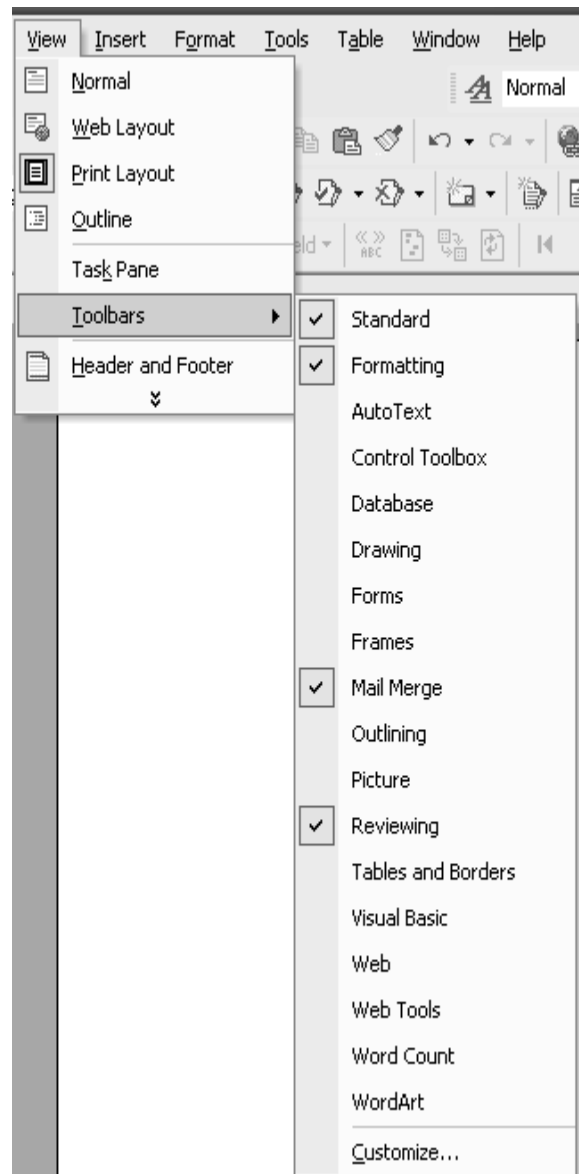 View Insert Format Tools Table Window Help
Normal
Normal
Web Layout
Print Layout
Outline
Task Pane
Toolbars
Header and Footer
Standard
Formatting
AutoText
Control Toolbox
Database
Drawing
Forms
Frames
Mail Merge
Outlining
Picture
Reviewing
Tables and Borders
Visual Basic
Web
Web Tools
Word Count
WordArt
Customize...
eld
ABC